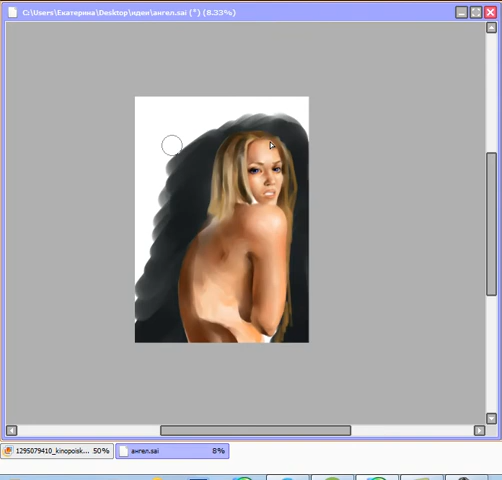 C:\Users\Екатерина\Desktop\идеи\ангел.sai (*) (8.33%)
1295079410_kinopoisk... 50%
ангел.sai 8%